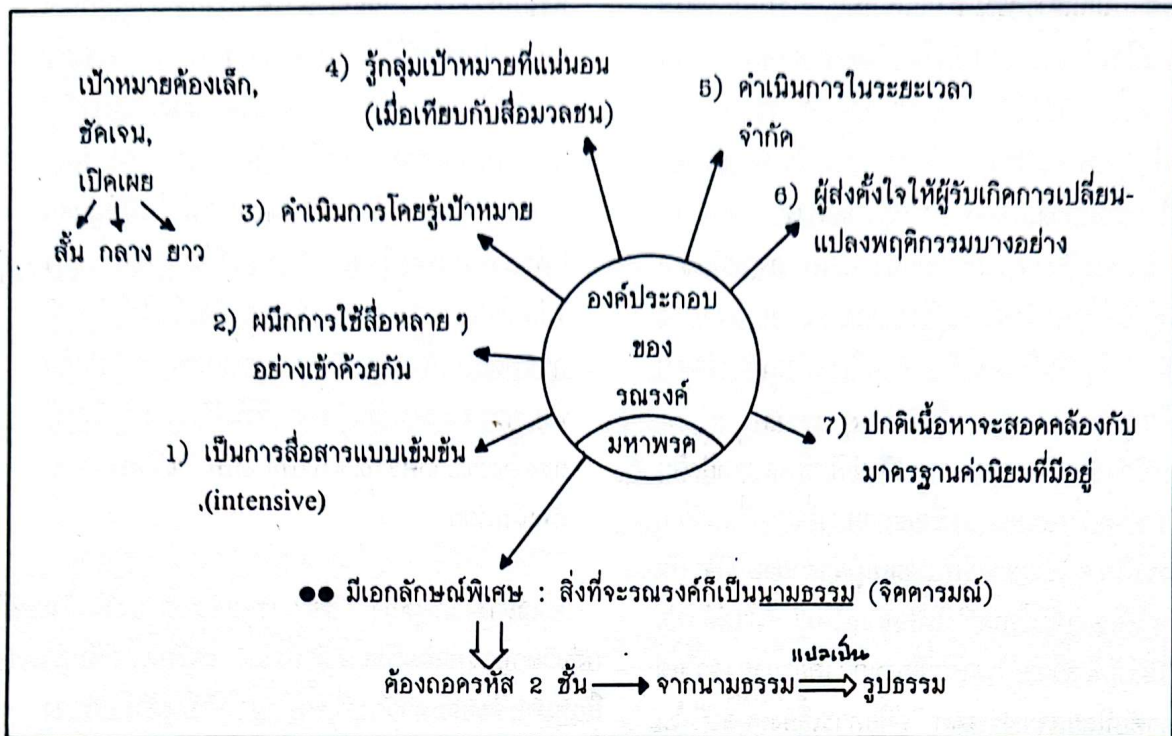 เป้าหมายต้องเล็ก,
ชัดเจน,
เปิดเผย
สั้น กลาง ยาว
4) รู้กลุ่มเป้าหมายที่แน่นอน
(เมื่อเทียบกับสื่อมวลชน)
5) ดำเนินการในระยะเวลา
จำกัด
3) ดำเนินการโดยรู้เป้าหมาย
6) ผู้ส่งตั้งใจให้ผู้รับเกิดการเปลี่ยน-
แปลงพฤติกรรมบางอย่าง
องค์ประกอบ
ของ
รณรงค์
มหาพรต
2) ผนึกการใช้สื่อหลาย ๆ
อย่างเข้าด้วยกัน
1) เป็นการสื่อสารแบบเข้มข้น
(intensive)
7) ปกติเนื้อหาจะสอดคล้องกับ
มาตรฐานค่านิยมที่มีอยู่
●● มีเอกลักษณ์พิเศษ : สิ่งที่จะรณรงค์ก็เป็นนามธรรม (จิตตารมณ์)
ต้องถอดรหัส 2 ชั้น จากนามธรรม แปลเป็น รูปธรรม